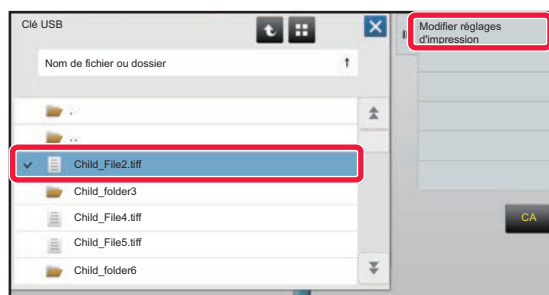 Clé USB
Modifier réglages
d'impression
Nom de fichier ou dossier
.
..
Child_File2.tiff
Child_folder3
Child_File4.tiff
CA
Child_File5.tiff
Child_folder6